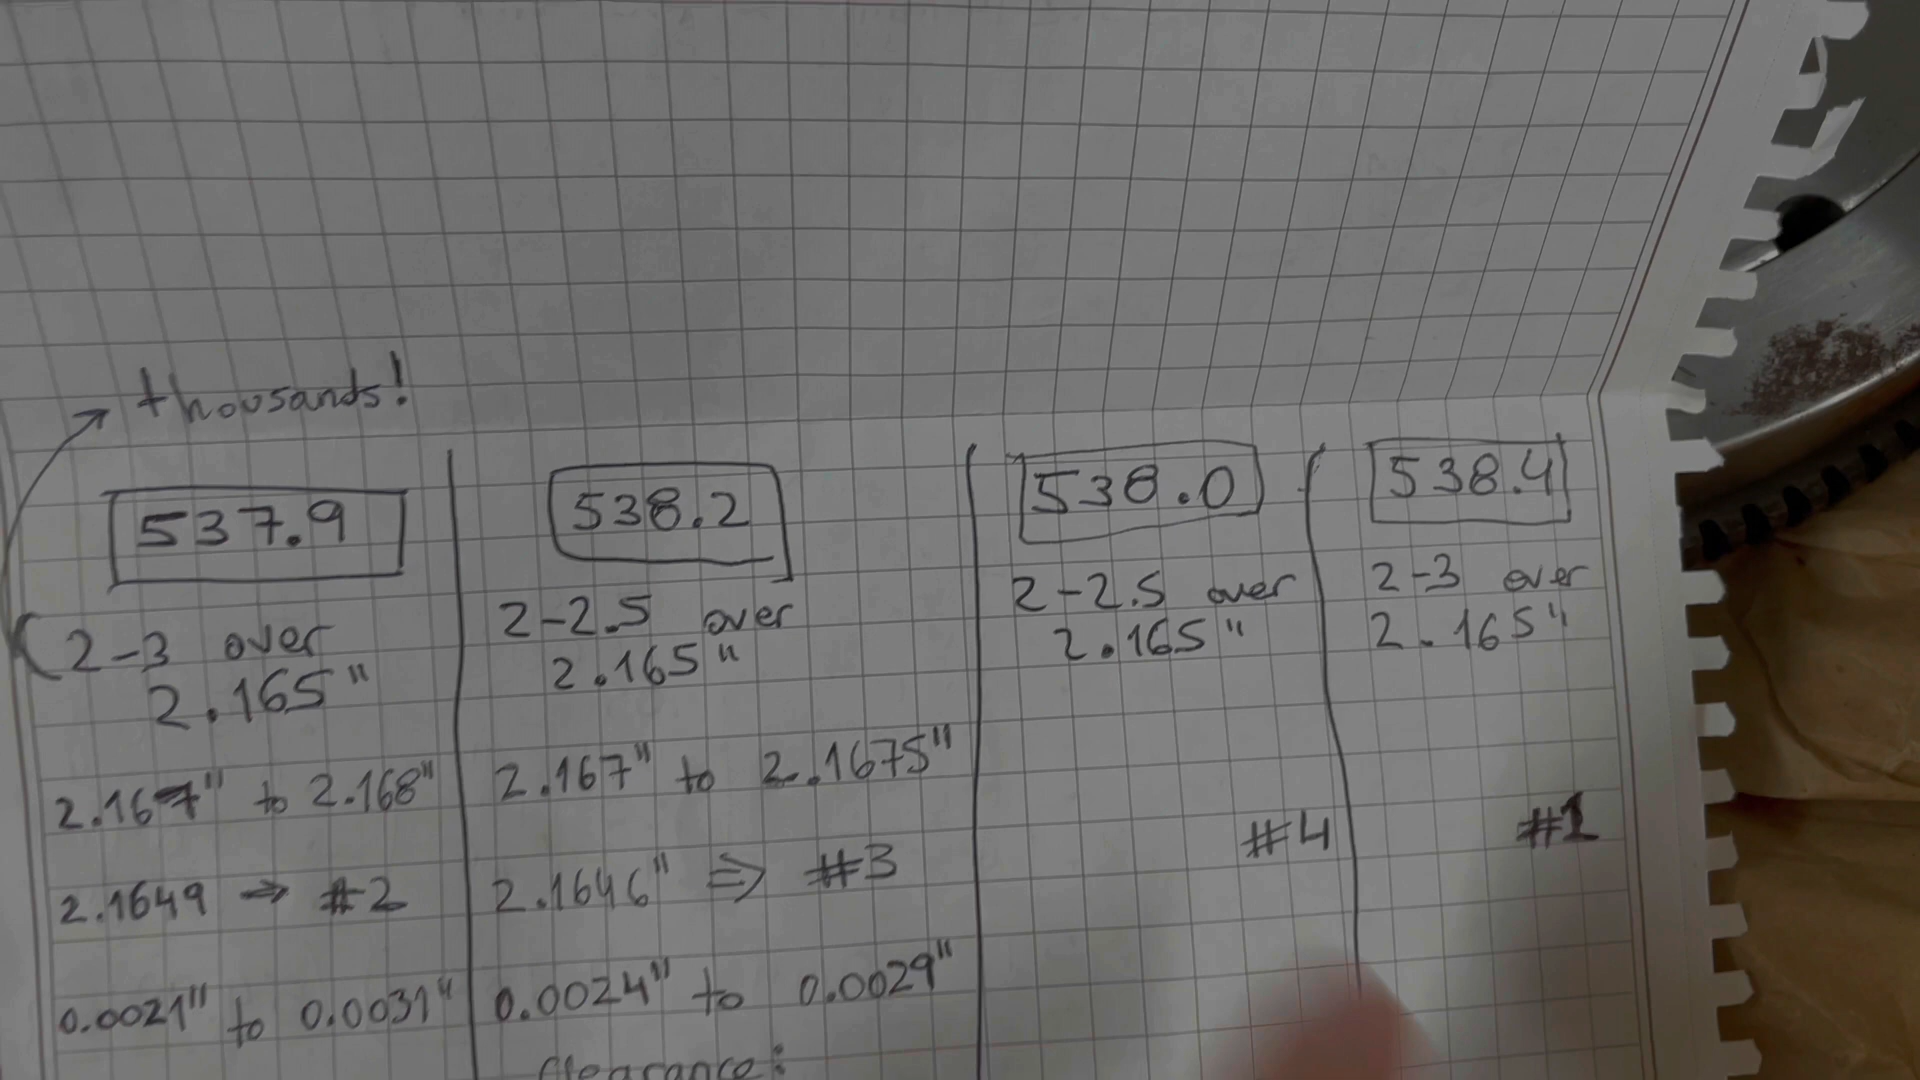 thousands!
537.9
2-3 over
2.165"
2.167" to 2.168"
2.1649 → #2
0.0021" to 0.0031"
538.2
2-2.5 over
2.165"
2.167" to 2.1675"
2.1646" ⇒ #3
0.0024" to 0.0029"
clearance:
538.0
2-2.5 over
2.165"
#4
538.4
2-3 over
2.165"
#1